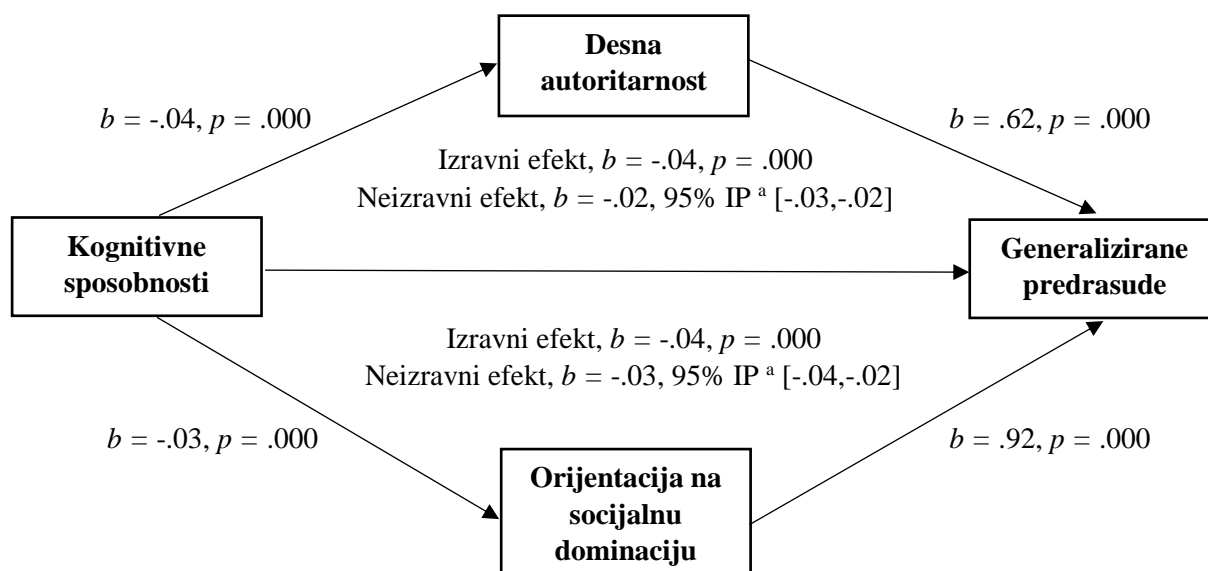 Desna
autoritarnost
b = -.04, p = .000
b = .62, p = .000
Izravni efekt, b = -.04, p = .000
Neizravni efekt, b = -.02, 95% IP ᵃ [-.03,-.02]
Kognitivne
sposobnosti
Generalizirane
predrasude
Izravni efekt, b = -.04, p = .000
Neizravni efekt, b = -.03, 95% IP ᵃ [-.04,-.02]
b = -.03, p = .000
b = .92, p = .000
Orijentacija na
socijalnu
dominaciju